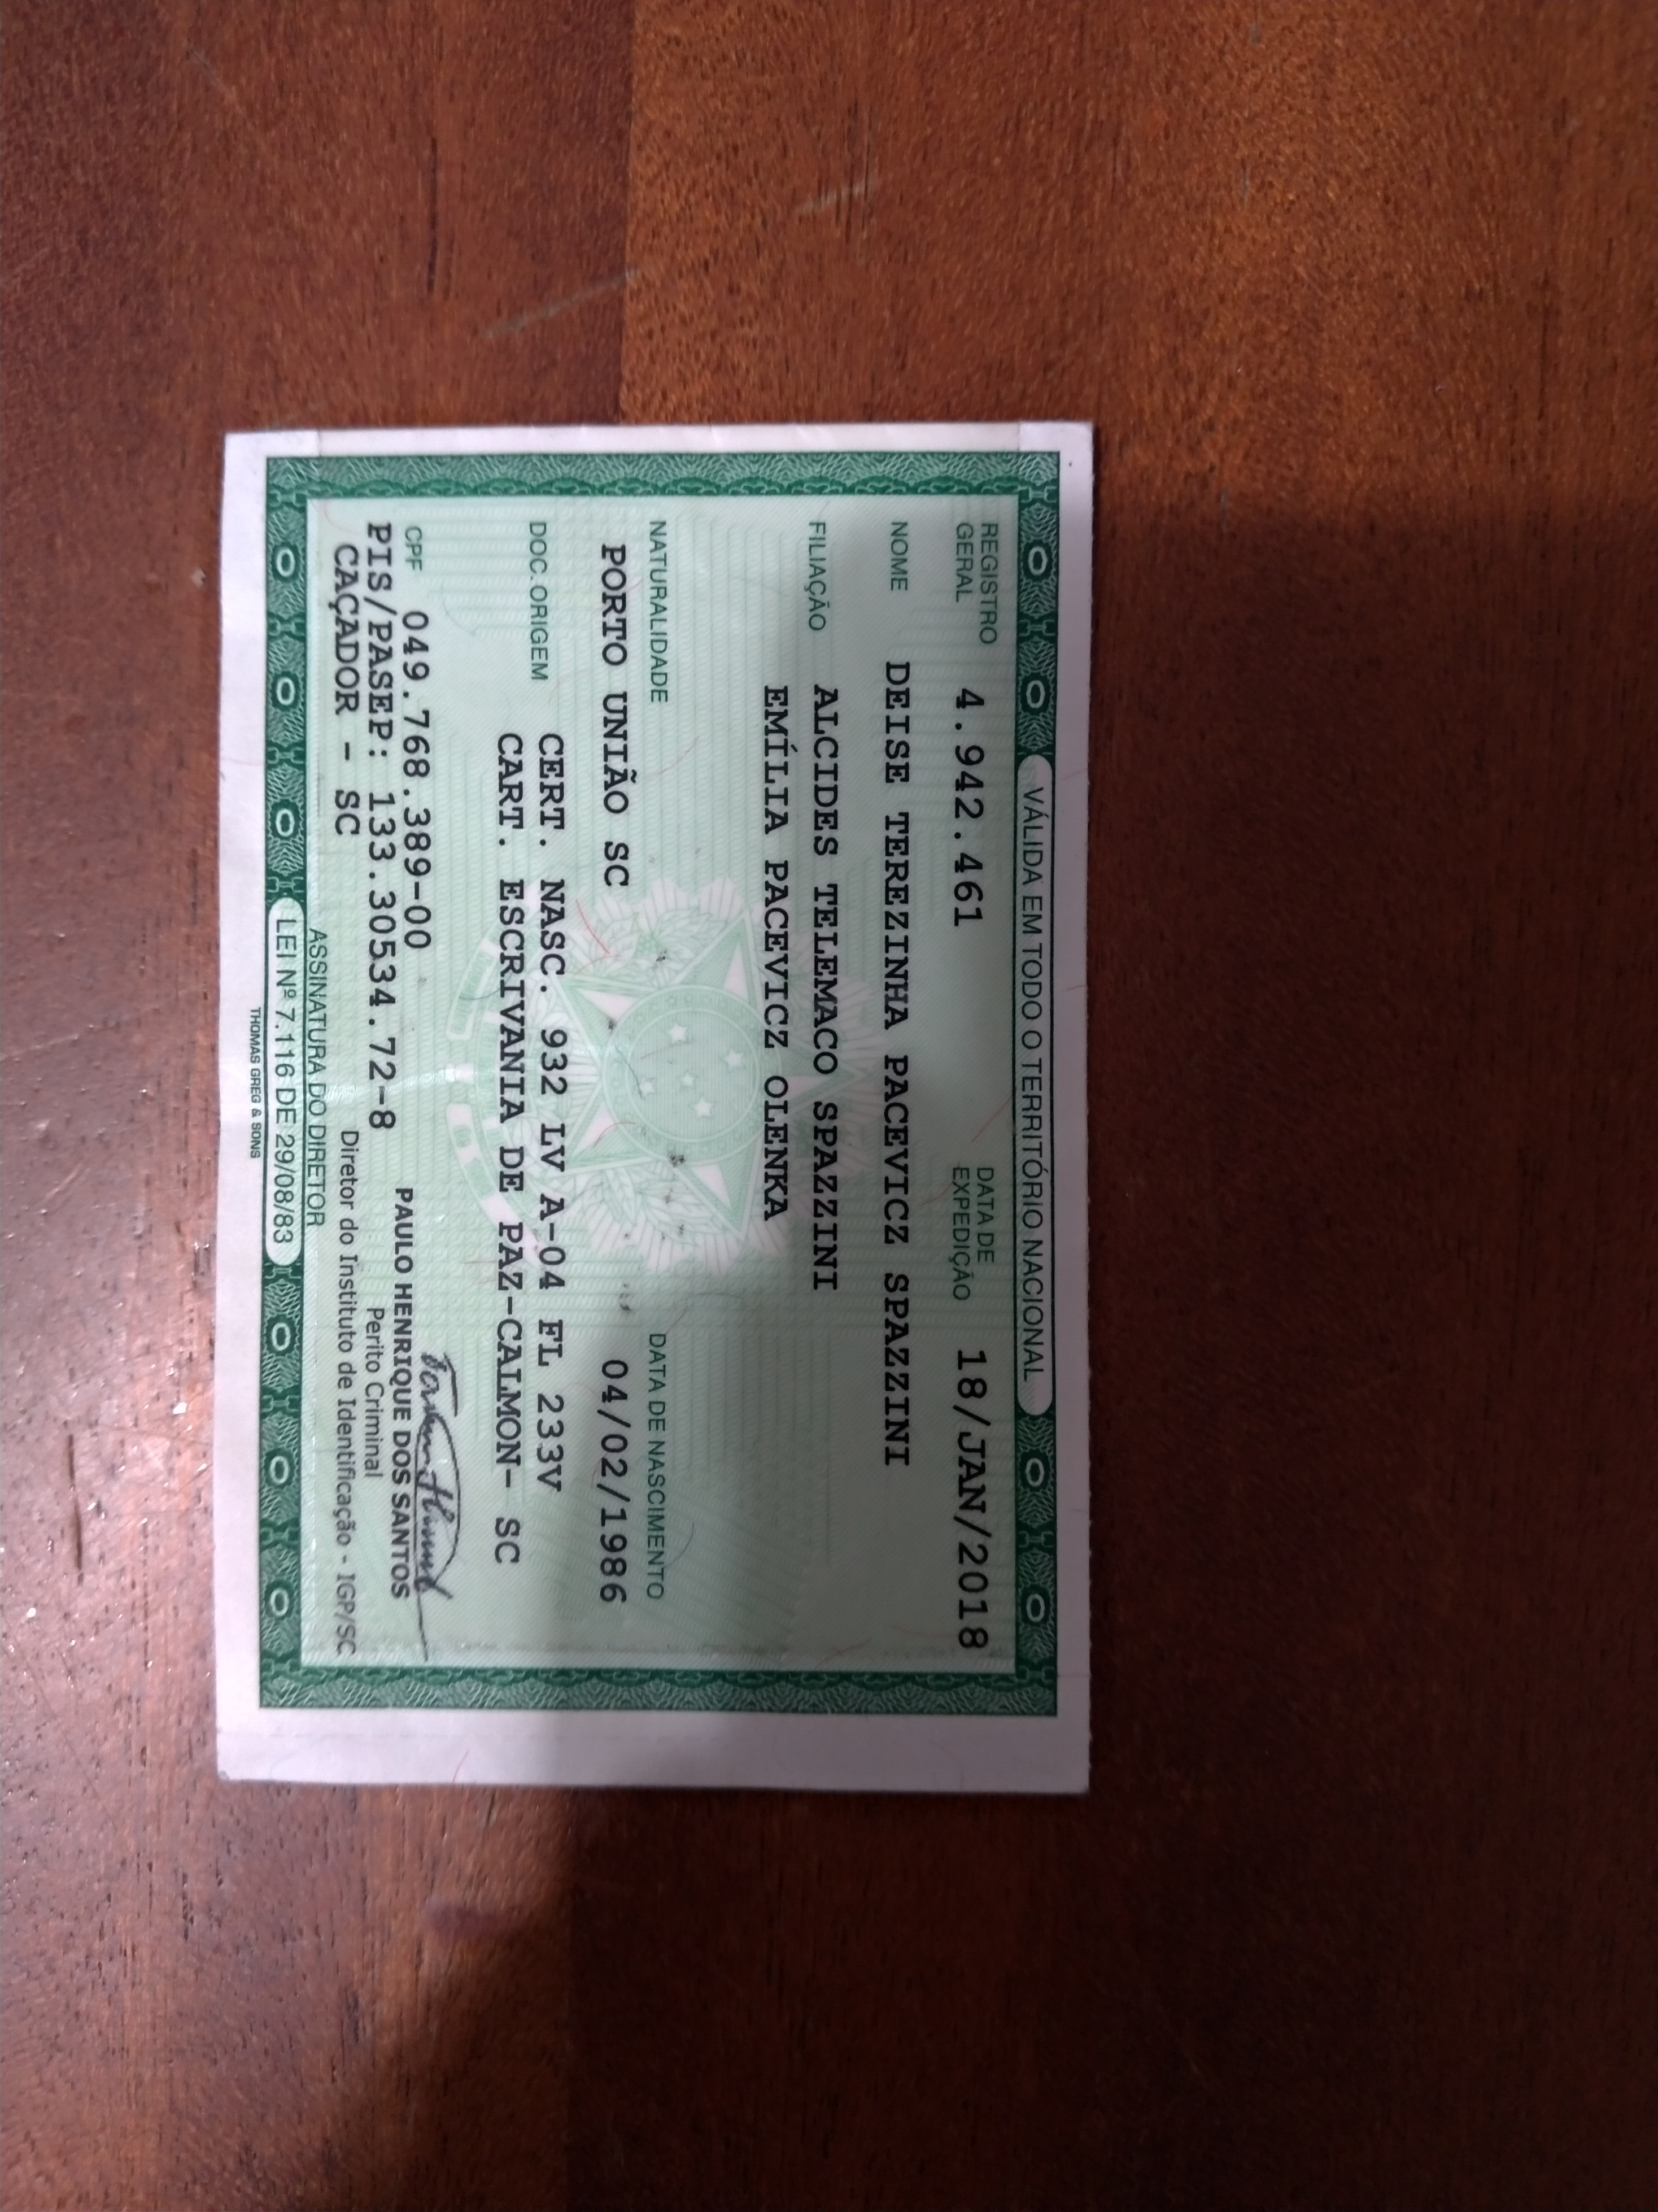 VÁLIDA EM TODO O TERRITÓRIO NACIONAL
REGISTRO GERAL 4.942.461 DATA DE EXPEDIÇÃO 18/JAN/2018
NOME DEISE TEREZINHA PACEVICZ SPAZZINI
FILIAÇÃO ALCIDES TELEMACO SPAZZINI
EMÍLIA PACEVICZ OLENKA
NATURALIDADE DATA DE NASCIMENTO
PORTO UNIÃO SC 04/02/1986
DOC. ORIGEM CERT. NASC. 932 LV A-04 FL 233V
CART. ESCRIVANIA DE PAZ-CALMON- SC
CPF 049.768.389-00
PIS/PASEP: 133.30534.72-8
CAÇADOR - SC
PAULO HENRIQUE DOS SANTOS
Perito Criminal
Diretor do Instituto de Identificação - IGP/SC
ASSINATURA DO DIRETOR
LEI Nº 7.116 DE 29/08/83
THOMAS GREG & SONS